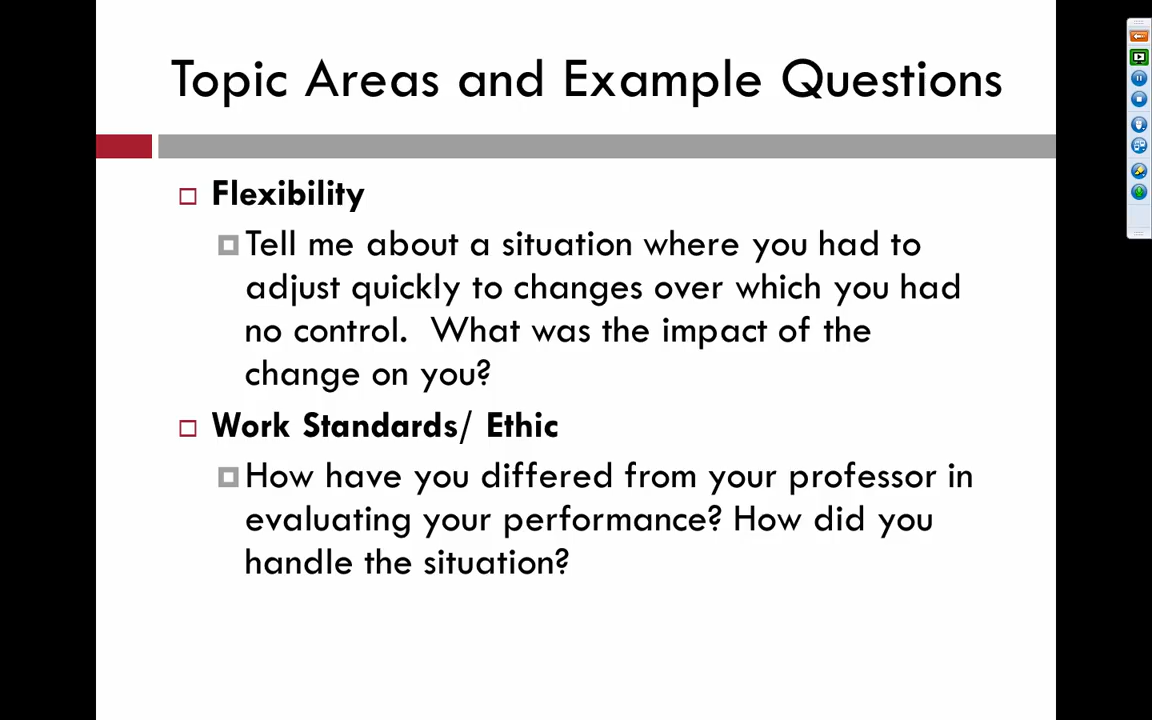 Topic Areas and Example Questions
Flexibility
Tell me about a situation where you had to
adjust quickly to changes over which you had
no control.  What was the impact of the
change on you?
Work Standards/ Ethic
How have you differed from your professor in
evaluating your performance? How did you
handle the situation?